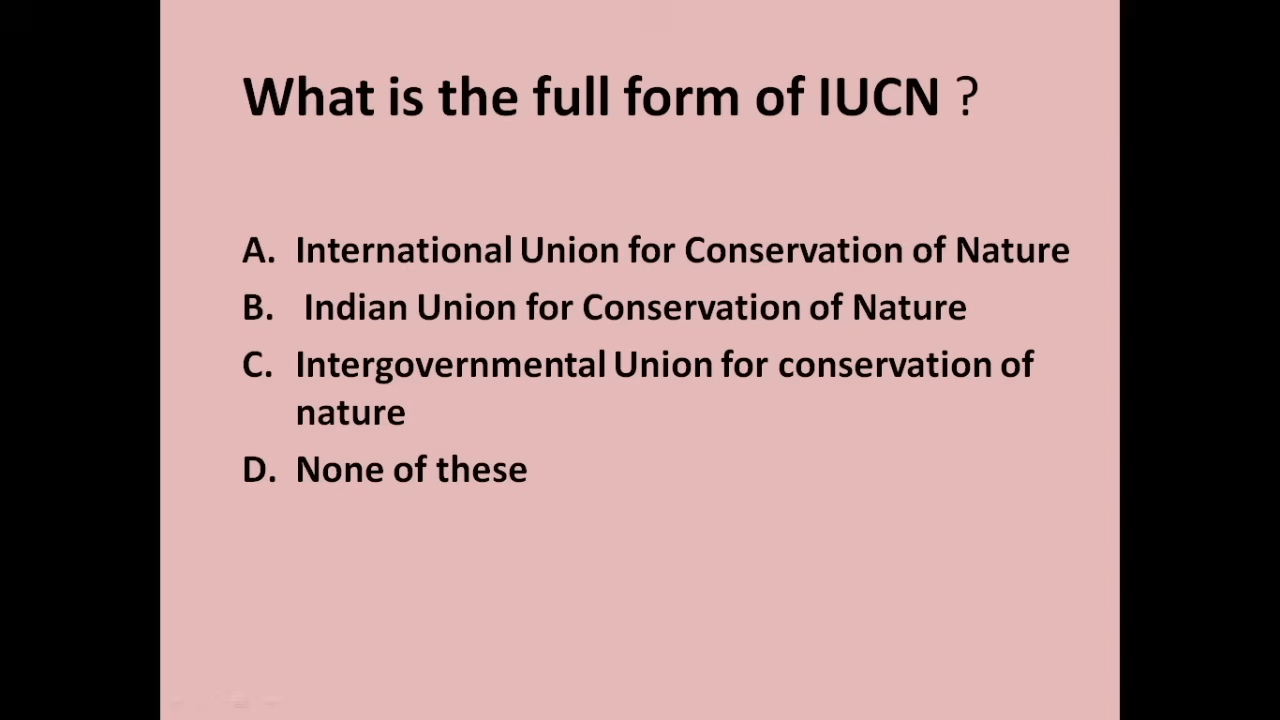 What is the full form of IUCN ?
A. International Union for Conservation of Nature
B. Indian Union for Conservation of Nature
C. Intergovernmental Union for conservation of
nature
D. None of these